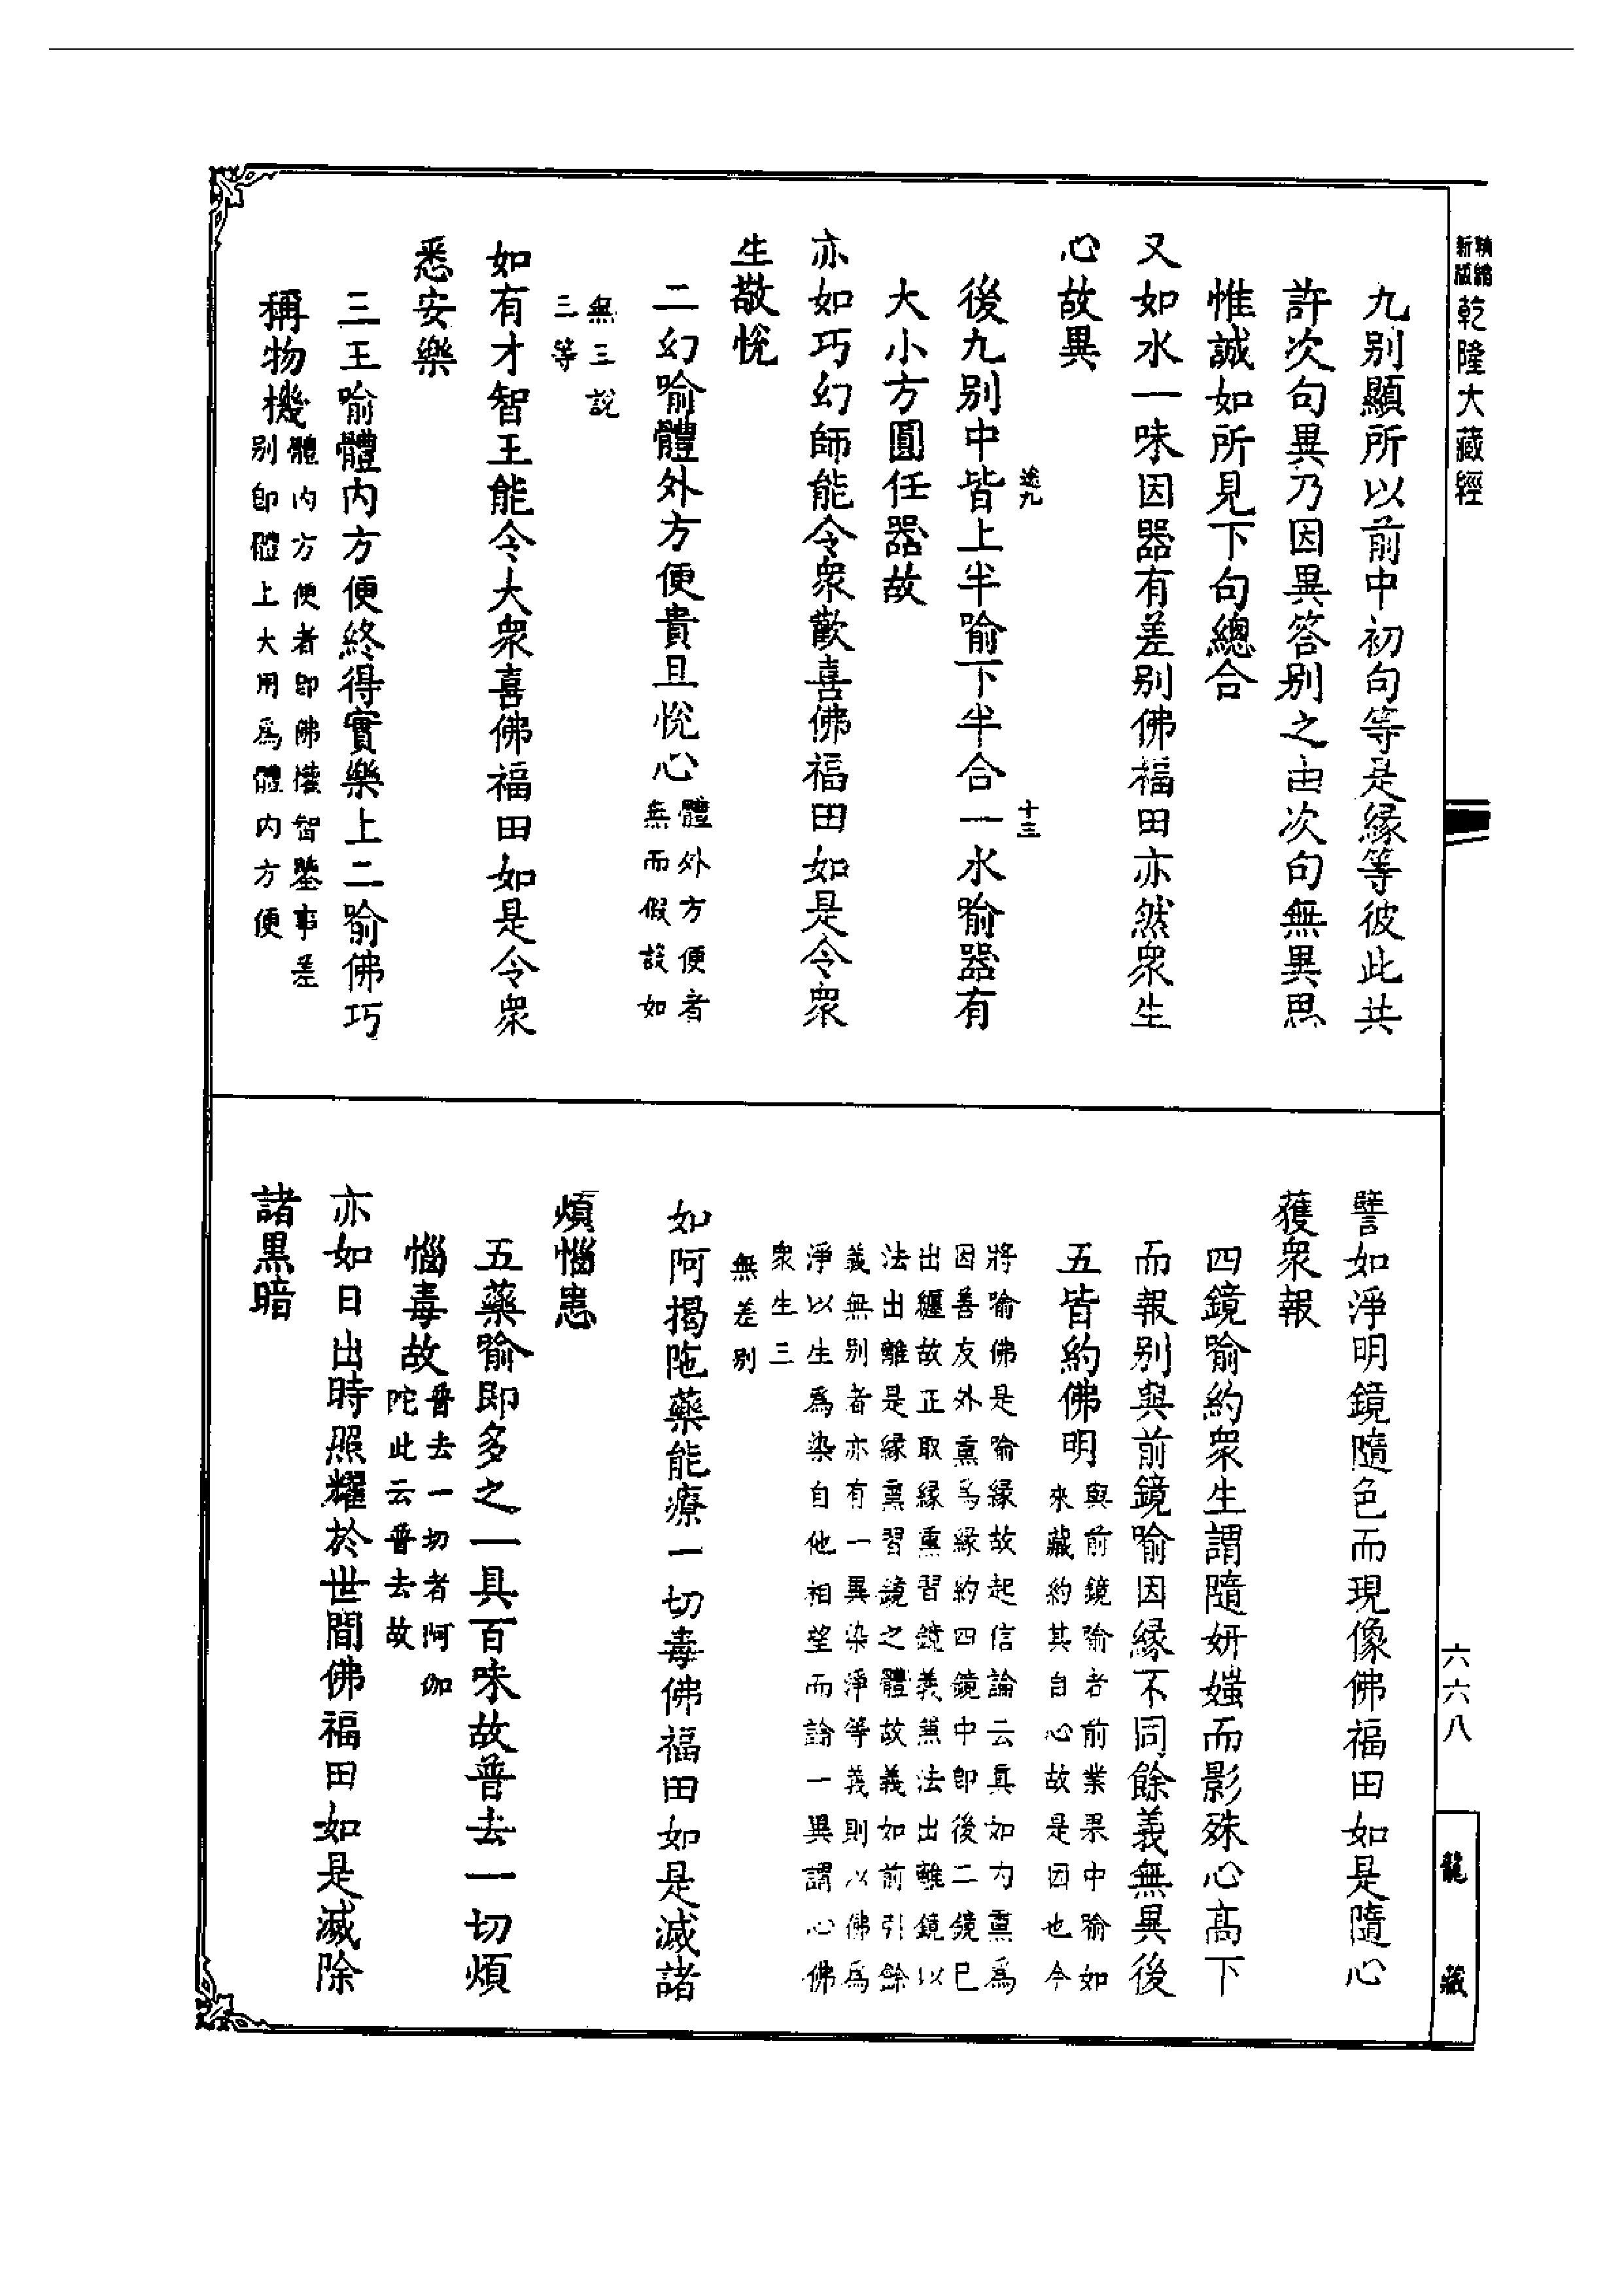 精縮
新版
乾隆大藏經
九別顯所以前中初句等是緣等彼此共
許次句異乃因異答別之由次句無異思
惟誠如所見下句總合
又如水一味因器有差別佛福田亦然衆生
心故異
途九
十三
後九別中皆上半喻下半合一水喻器有
大小方圓任器故
亦如巧幻師能令衆歡喜佛福田如是令衆
生敬悅
二幻喻體外方便貴且悅心體外方便者
無而假設如
無三說
三等
如有才智王能令大衆喜佛福田如是令衆
悉安樂
三王喻體内方便終得實樂上二喻佛巧
稱物機體内方便者即佛權智鑒事差
別即體上大用爲體内方便
譬如淨明鏡隨色而現像佛福田如是隨心
獲衆報
四鏡喻約衆生謂隨妍媸而影殊心高下
而報別與前鏡喻因緣不同餘義無異後
五皆約佛明與前鏡喻者前業果中喻如
來藏約其自心故是因也今
將喻佛是喻緣故起信論云真如内熏爲
因善友外熏爲緣約四鏡中即後二鏡已
出纏故正取緣熏習鏡義無法出離鏡以
法出離是緣熏習鏡之體故義如前引餘
義無別者亦有一異染淨等義則以佛爲
淨以生爲染自他相望而論一異謂心佛
衆生三
無差別
如阿揭陀藥能療一切毒佛福田如是滅諸
煩惱患
五藥喻即多之一具百味故普去一切煩
惱毒故普去一切者阿伽
陀此云普去故
亦如日出時照耀於世間佛福田如是滅除
諸黒暗
六六八
龍藏